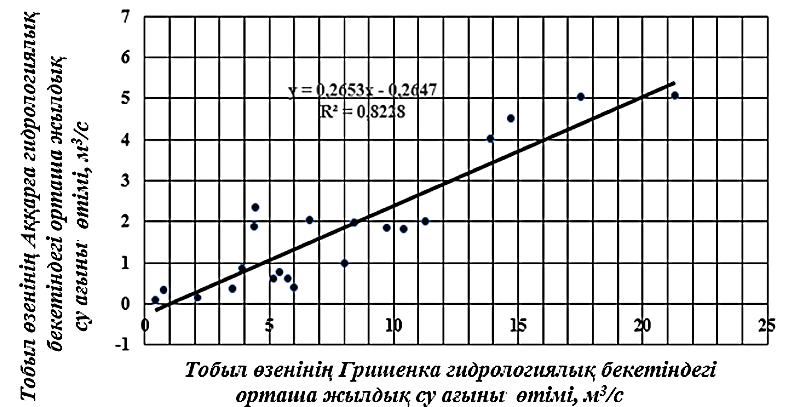 Тобыл өзенінің Аққарға гидрологиялық
бекетіндегі орташа жылдық
су ағыны өтімі, м³/с
7
6
5
4
3
2
1
0
-1
y = 0,2653x - 0,2647
R² = 0,8228
0 5 10 15 20 25
Тобыл өзенінің Гришенка гидрологиялық бекетіндегі
орташа жылдық су ағыны өтімі, м³/с